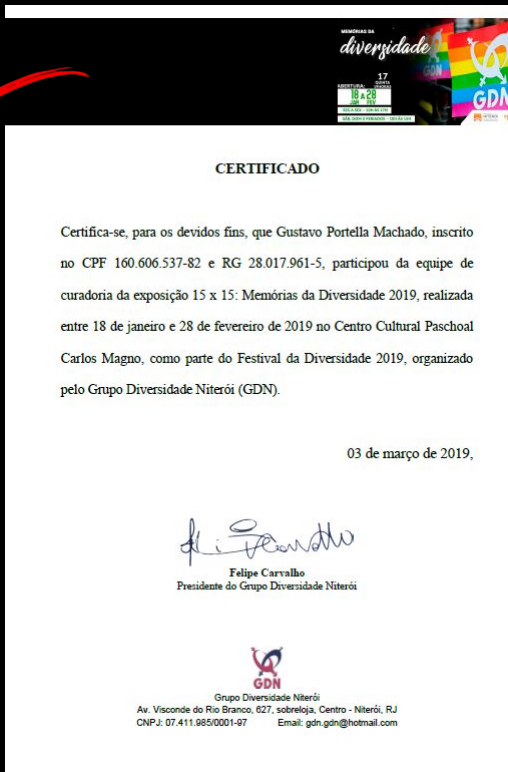 MEMÓRIAS DA
diversidade
GDN
17
QUINTA
ABERTURA:
18 A 28
JAN FEV
GDN
CERTIFICADO
Certifica-se, para os devidos fins, que Gustavo Portella Machado, inscrito
no CPF 160.606.537-82 e RG 28.017.961-5, participou da equipe de
curadoria da exposição 15 x 15: Memórias da Diversidade 2019, realizada
entre 18 de janeiro e 28 de fevereiro de 2019 no Centro Cultural Paschoal
Carlos Magno, como parte do Festival da Diversidade 2019, organizado
pelo Grupo Diversidade Niterói (GDN).
03 de março de 2019,
Felipe Carvalho
Presidente do Grupo Diversidade Niterói
GDN
Grupo Diversidade Niterói
Av. Visconde do Rio Branco, 627, sobreloja, Centro - Niterói, RJ
CNPJ: 07.411.985/0001-97 Email: gdn.gdn@hotmail.com